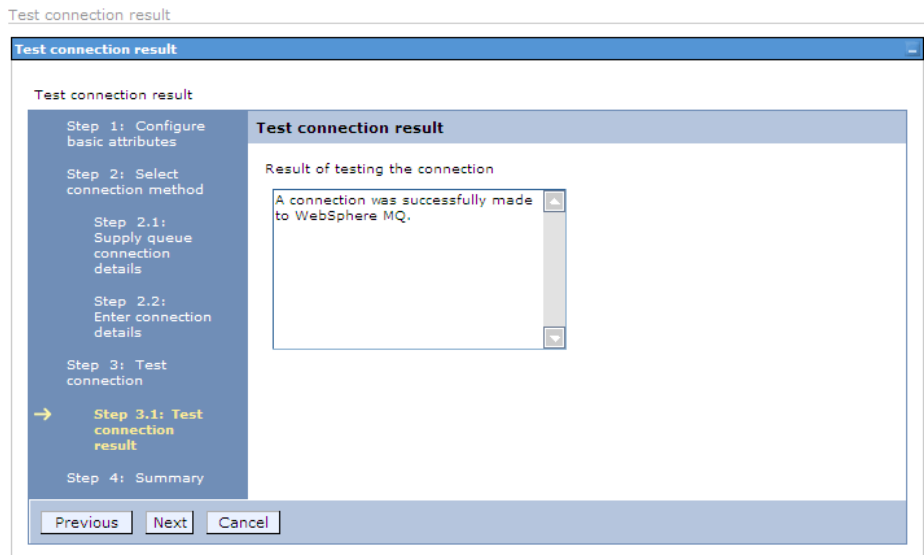 Test connection result
Test connection result
Test connection result
Step 1: Configure
basic attributes
Step 2: Select
connection method
Step 2.1:
Supply queue
connection
details
Step 2.2:
Enter connection
details
Step 3: Test
connection
Step 3.1: Test
connection
result
Step 4: Summary
Test connection result
Result of testing the connection
A connection was successfully made
to WebSphere MQ.
Previous Next Cancel